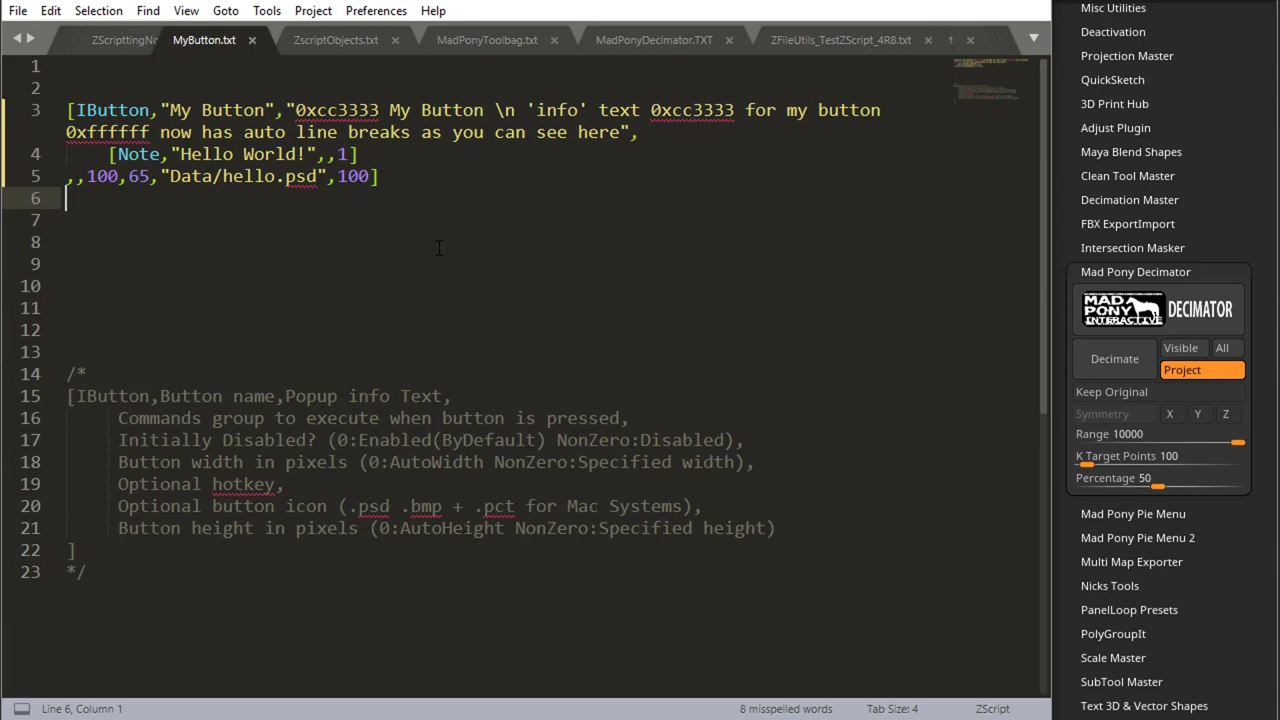 File Edit Selection Find View Goto Tools Project Preferences Help
ZScripttingNo MyButton.txt ZscriptObjects.txt MadPonyToolbag.txt MadPonyDecimator.TXT ZFileUtils_TestZScript_4R8.txt t
1
2
3 [IButton,"My Button","0xcc3333 My Button \n 'info' text 0xcc3333 for my button
0xffffff now has auto line breaks as you can see here",
4 [Note,"Hello World!",,1]
5 ,,100,65,"Data/hello.psd",100]
6
7
8
9
10
11
12
13
14 /*
15 [IButton,Button name,Popup info Text,
16 Commands group to execute when button is pressed,
17 Initially Disabled? (0:Enabled(ByDefault) NonZero:Disabled),
18 Button width in pixels (0:AutoWidth NonZero:Specified width),
19 Optional hotkey,
20 Optional button icon (.psd .bmp + .pct for Mac Systems),
21 Button height in pixels (0:AutoHeight NonZero:Specified height)
22 ]
23 */
Line 6, Column 1 8 misspelled words Tab Size: 4 ZScript
Misc Utilities
Deactivation
Projection Master
QuickSketch
3D Print Hub
Adjust Plugin
Maya Blend Shapes
Clean Tool Master
Decimation Master
FBX ExportImport
Intersection Masker
Mad Pony Decimator
MAD PONY INTERACTIVE DECIMATOR
Decimate Visible All
Project
Keep Original
Symmetry X Y Z
Range 10000
K Target Points 100
Percentage 50
Mad Pony Pie Menu
Mad Pony Pie Menu 2
Multi Map Exporter
Nicks Tools
PanelLoop Presets
PolyGroupIt
Scale Master
SubTool Master
Text 3D & Vector Shapes